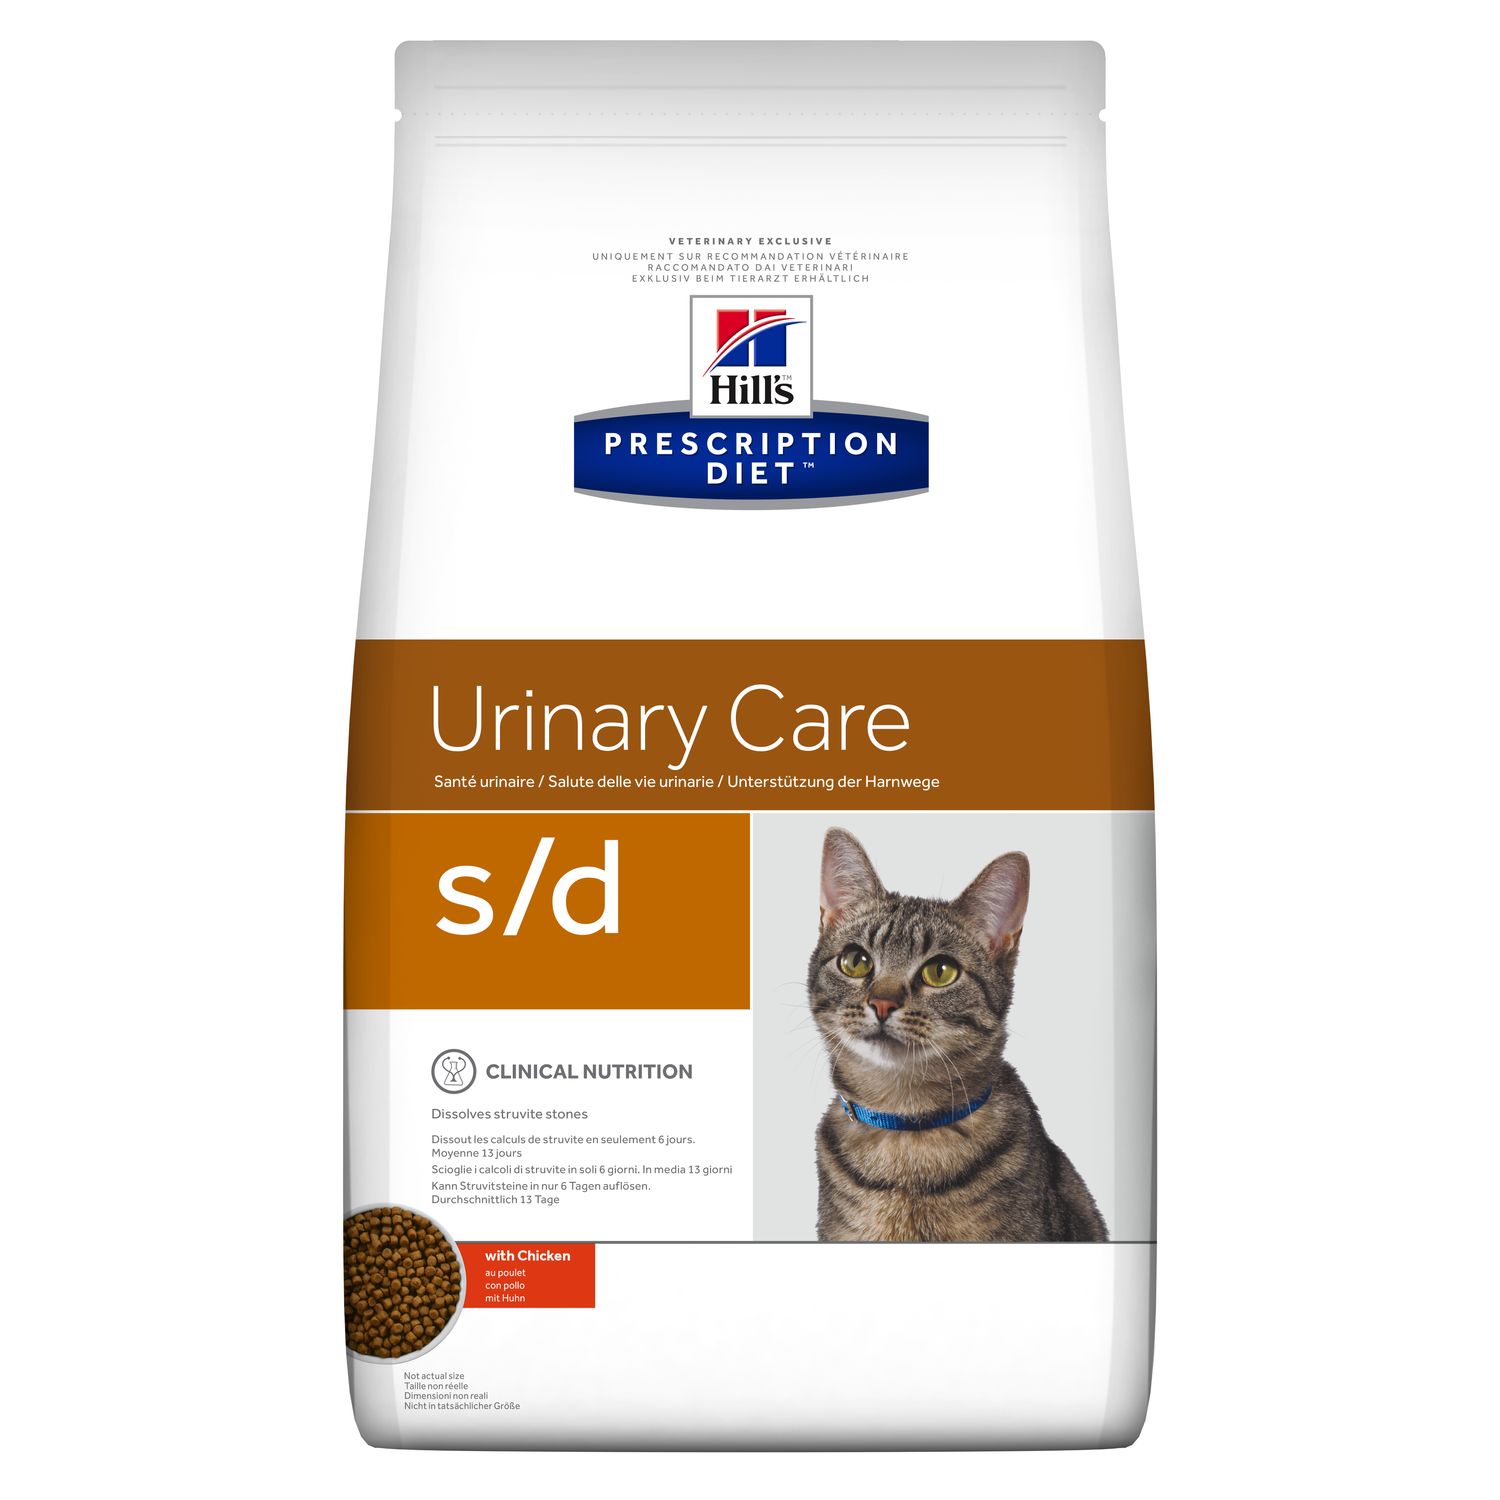 VETERINARY EXCLUSIVE
UNIQUEMENT SUR RECOMMANDATION VÉTÉRINAIRE
RACCOMANDATO DAI VETERINARI
EXKLUSIV BEIM TIERARZT ERHÄLTLICH
Hill's™
PRESCRIPTION
DIET™
Urinary Care
Santé urinaire / Salute delle vie urinarie / Unterstützung der Harnwege
s/d
CLINICAL NUTRITION
Dissolves struvite stones
Dissout les calculs de struvite en seulement 6 jours.
Moyenne 13 jours
Scioglie i calcoli di struvite in soli 6 giorni. In media 13 giorni
Kann Struvitsteine in nur 6 Tagen auflösen.
Durchschnittlich 13 Tage
with Chicken
au poulet
con pollo
mit Huhn
Not actual size
Taille non réelle
Dimensioni non reali
Nicht in tatsächlicher Größe